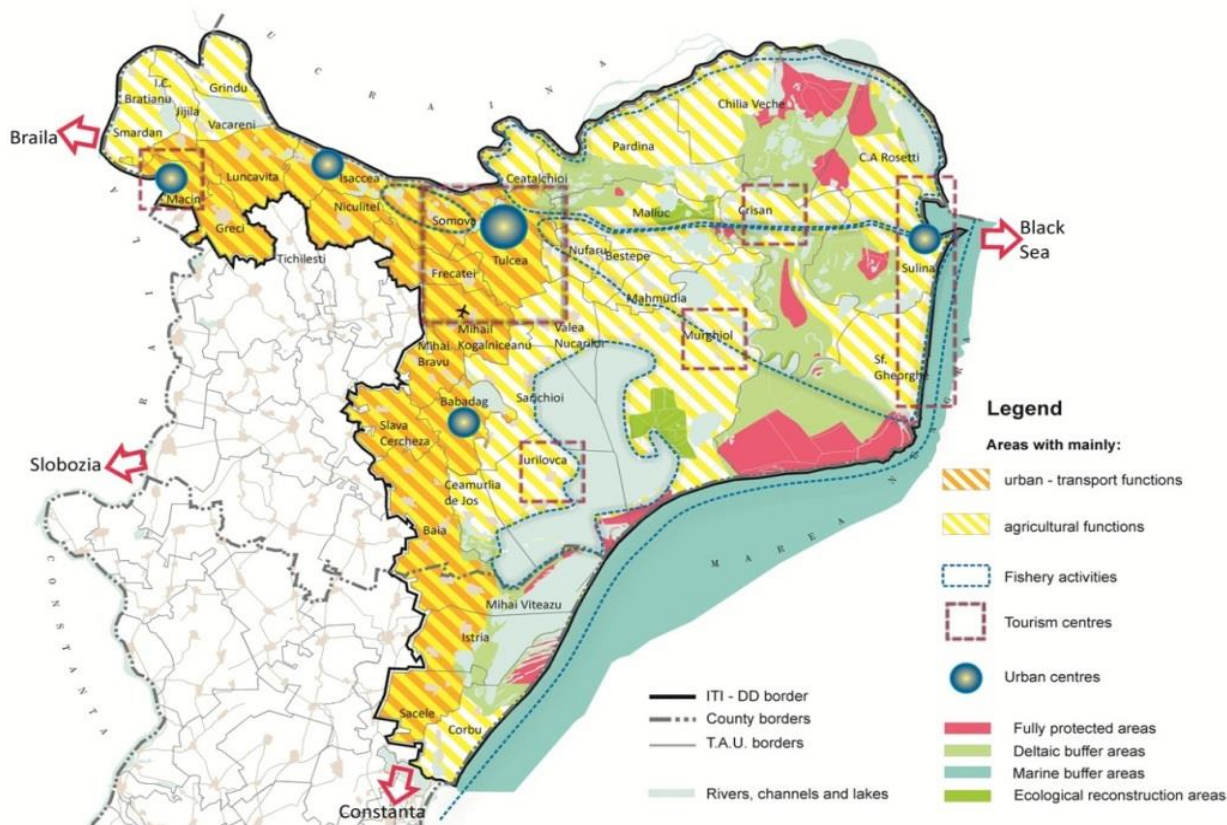 U C R A I N A
I.C.
Bratianu
Grindu
Jijila
Vacareni
Smardan
Braila
Macin
Luncavita
Isaccea
Niculitel
Greci
Tichilesti
B R A I L A
Somova
Tulcea
Frecatei
Ceatalchioi
Pardina
Chilia Veche
C.A Rosetti
Maliuc
Crisan
Nufaru
Bestepe
Mahmudia
Sulina
Black
Sea
Murghiol
Sf.
Gheorghe
Mihail
Kogalniceanu
Valea
Nucarilor
Mihai
Bravu
Babadag
Sarichioi
Slava
Cercheza
Jurilovca
Ceamurlia
de Jos
Baia
Slobozia
Mihai Viteazu
Istria
Sacele
Corbu
Constanta
C O N S T A N T A
M A R E A N E A G R A
Legend
Areas with mainly:
urban - transport functions
agricultural functions
Fishery activities
Tourism centres
Urban centres
Fully protected areas
Deltaic buffer areas
Marine buffer areas
Ecological reconstruction areas
ITI - DD border
County borders
T.A.U. borders
Rivers, channels and lakes